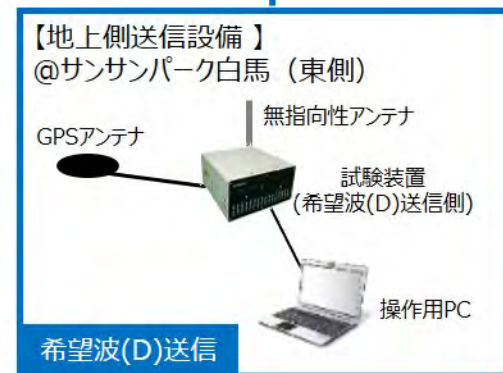 【地上側送信設備 】
@サンサンパーク白馬（東側）
無指向性アンテナ
GPSアンテナ
試験装置
(希望波(D)送信側)
操作用PC
希望波(D)送信